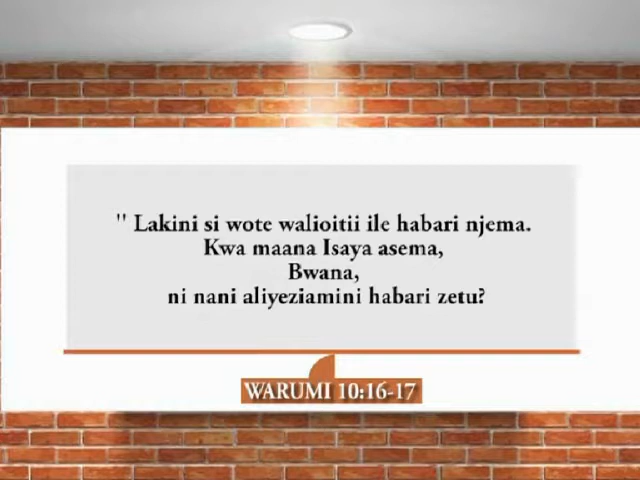 " Lakini si wote walioitii ile habari njema.
Kwa maana Isaya asema,
Bwana,
ni nani aliyeziamini habari zetu?
WARUMI 10:16-17